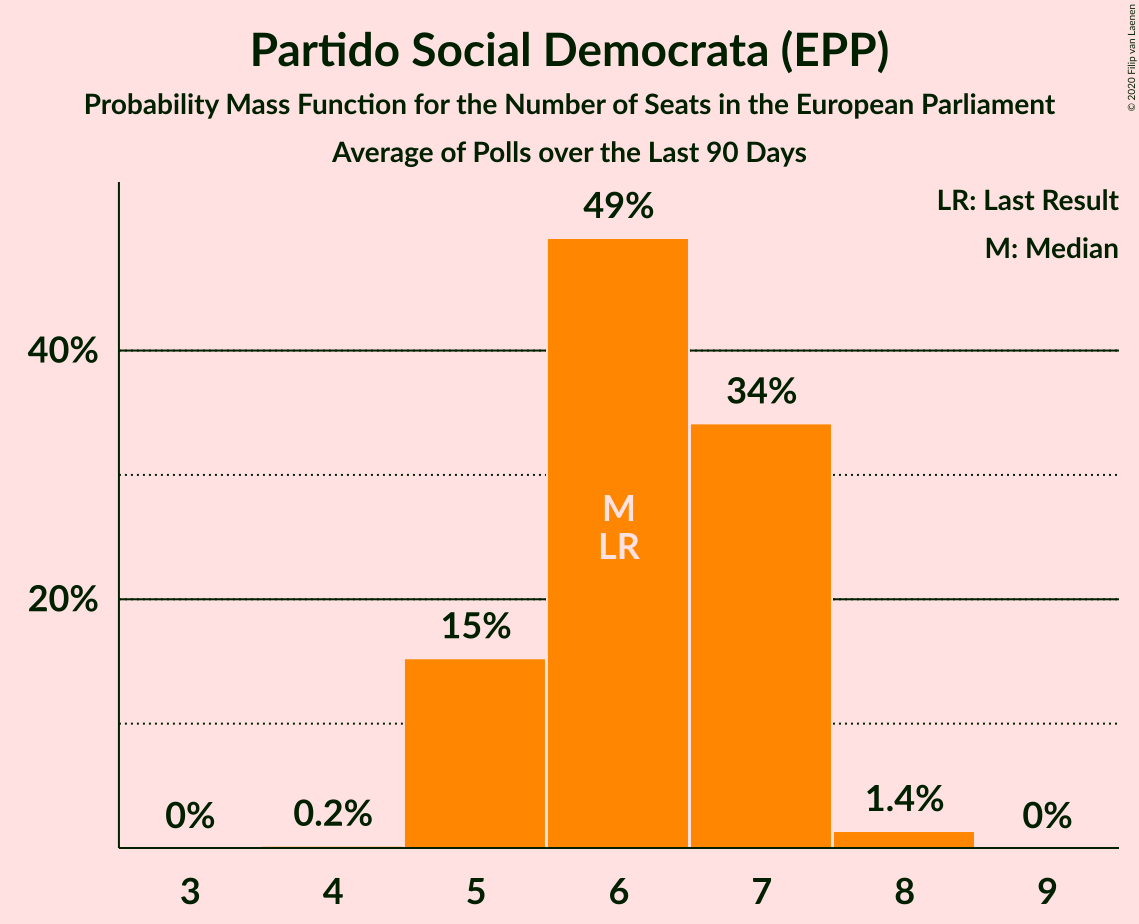 Partido Social Democrata (EPP)
Probability Mass Function for the Number of Seats in the European Parliament
Average of Polls over the Last 90 Days
© 2020 Filip van Laenen
LR: Last Result
M: Median
49%
40%
34%
M
LR
20%
15%
0%
0.2%
1.4%
0%
3 4 5 6 7 8 9